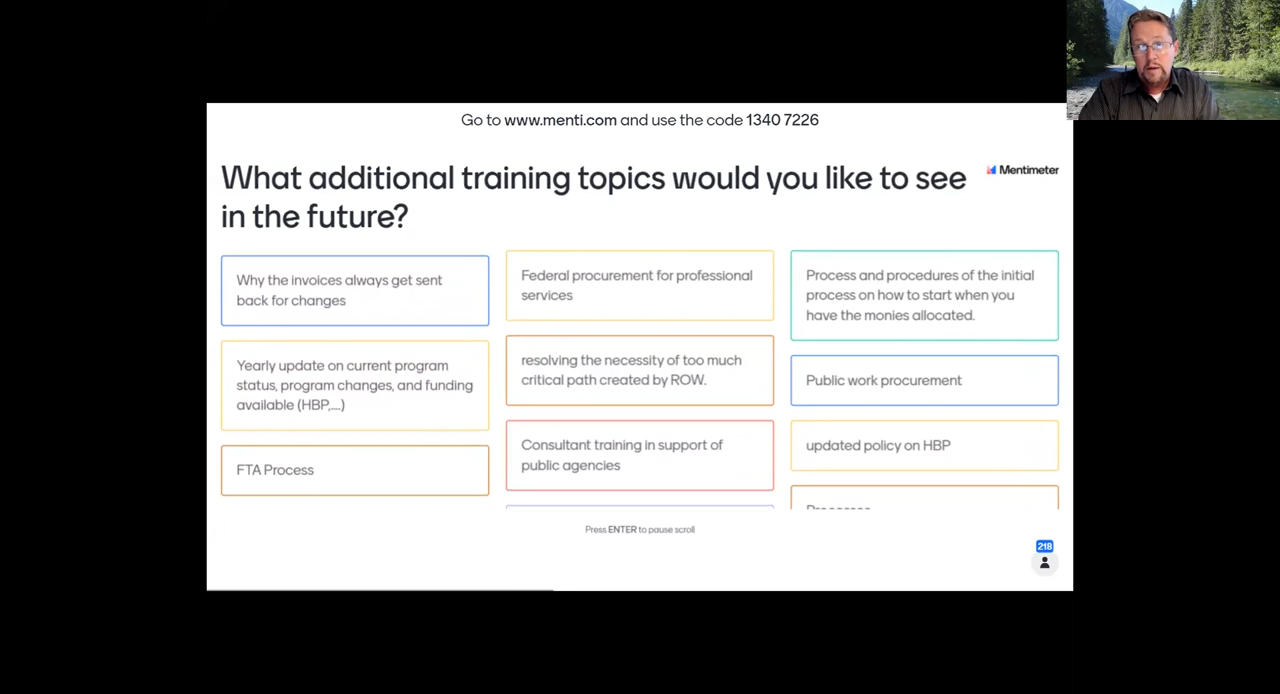 Go to www.menti.com and use the code 1340 7226
What additional training topics would you like to see
in the future?
Mentimeter
Why the invoices always get sent
back for changes
Yearly update on current program
status, program changes, and funding
available (HBP,...)
FTA Process
Federal procurement for professional
services
resolving the necessity of too much
critical path created by ROW.
Consultant training in support of
public agencies
Process and procedures of the initial
process on how to start when you
have the monies allocated.
Public work procurement
updated policy on HBP
Press ENTER to pause scroll
218